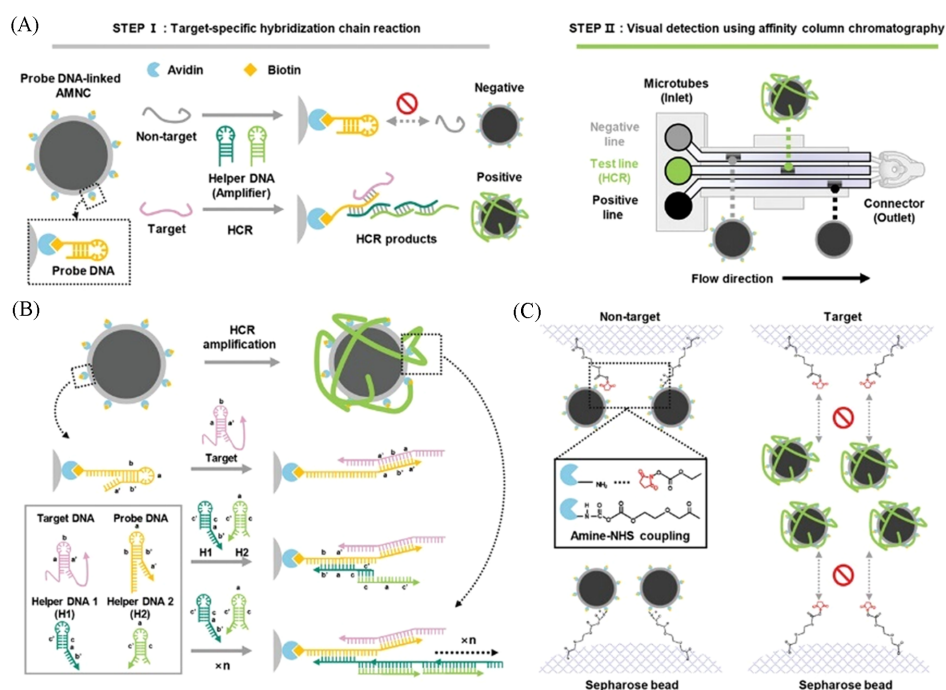 (A)
STEP Ⅰ : Target-specific hybridization chain reaction
STEP Ⅱ : Visual detection using affinity column chromatography
Probe DNA-linked
AMNC
Avidin
Biotin
Non-target
Helper DNA
(Amplifier)
Target
HCR
HCR products
Negative
Positive
Probe DNA
Microtubes
(Inlet)
Negative
line
Test line
(HCR)
Positive
line
Connector
(Outlet)
Flow direction
(B)
HCR
amplification
b
a
a'
Target
b
a
b'
a'
a'
b
a
b
a'
b'
Target DNA
Probe DNA
b
a
a'
a
b
b'
a'
Helper DNA 1
(H1)
Helper DNA 2
(H2)
c'
c
a
b'
a
c'
c
b'
c'
c
a
b'
a
c'
c
b'
H1
H2
b
a'
b'
a
c
c'
c
a
c'
c'
c
a
b'
a
c'
c
b'
×n
×n
(C)
Non-target
Target
NH₂
H
N
O
O
Amine-NHS coupling
Sepharose bead
Sepharose bead